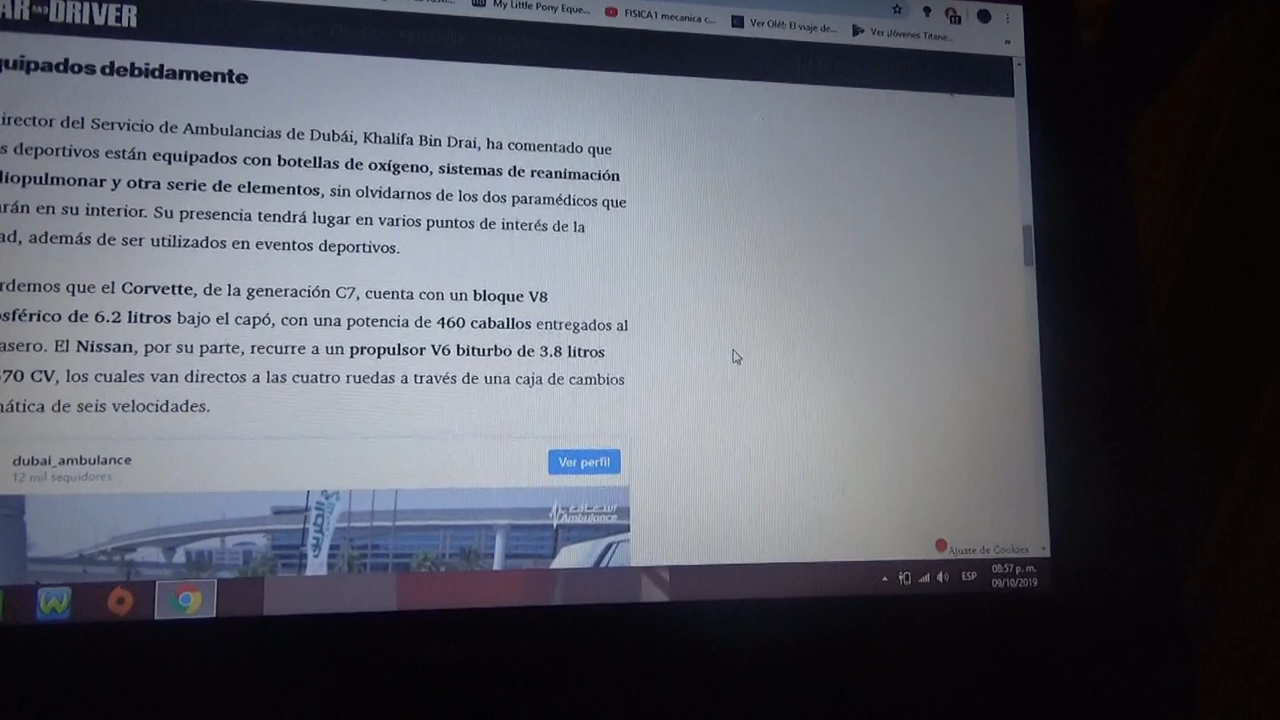 My Little Pony Eque...
FISICA1 mecanica c...
Ver Olé!: El viaje de...
Ver ¡Jóvenes Titane...
AR AND DRIVER
uipados debidamente
irector del Servicio de Ambulancias de Dubái, Khalifa Bin Drai, ha comentado que
s deportivos están equipados con botellas de oxígeno, sistemas de reanimación
diopulmonar y otra serie de elementos, sin olvidarnos de los dos paramédicos que
arán en su interior. Su presencia tendrá lugar en varios puntos de interés de la
ad, además de ser utilizados en eventos deportivos.
rdemos que el Corvette, de la generación C7, cuenta con un bloque V8
osférico de 6.2 litros bajo el capó, con una potencia de 460 caballos entregados al
asero. El Nissan, por su parte, recurre a un propulsor V6 biturbo de 3.8 litros
570 CV, los cuales van directos a las cuatro ruedas a través de una caja de cambios
nática de seis velocidades.
dubai_ambulance
12 mil seguidores
Ver perfil
Ambulance
Ajuste de Cookies
ESP
08:57 p. m.
09/10/2019